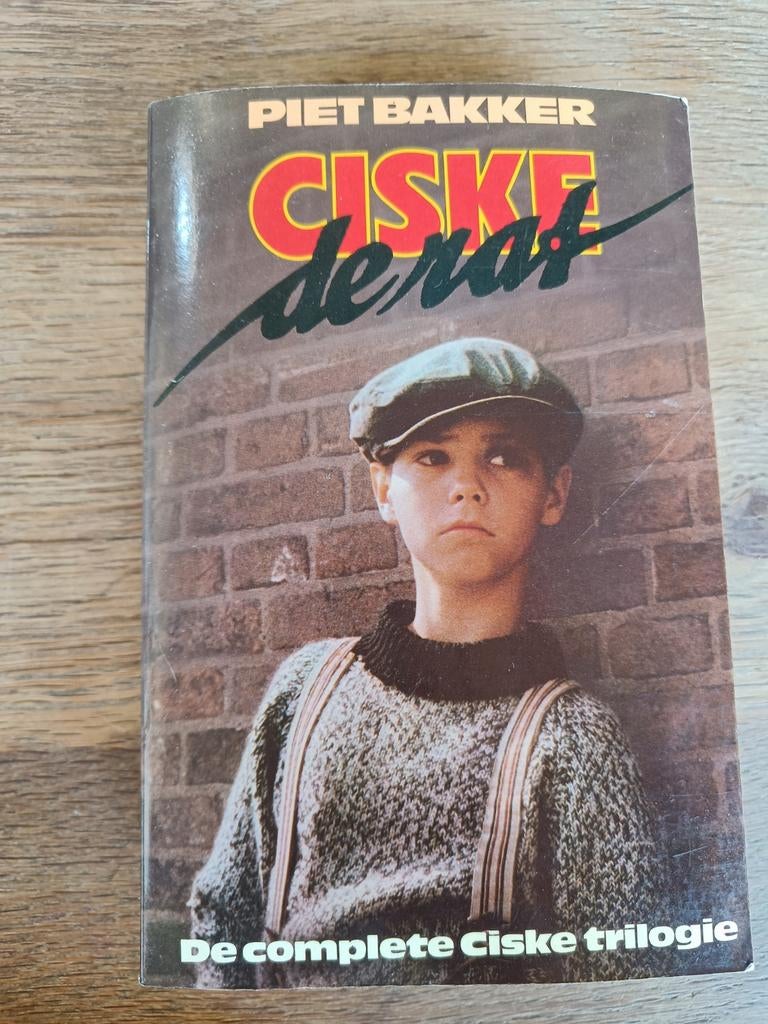 PIET BAKKER
CISKE
de rat
De complete Ciske trilogie